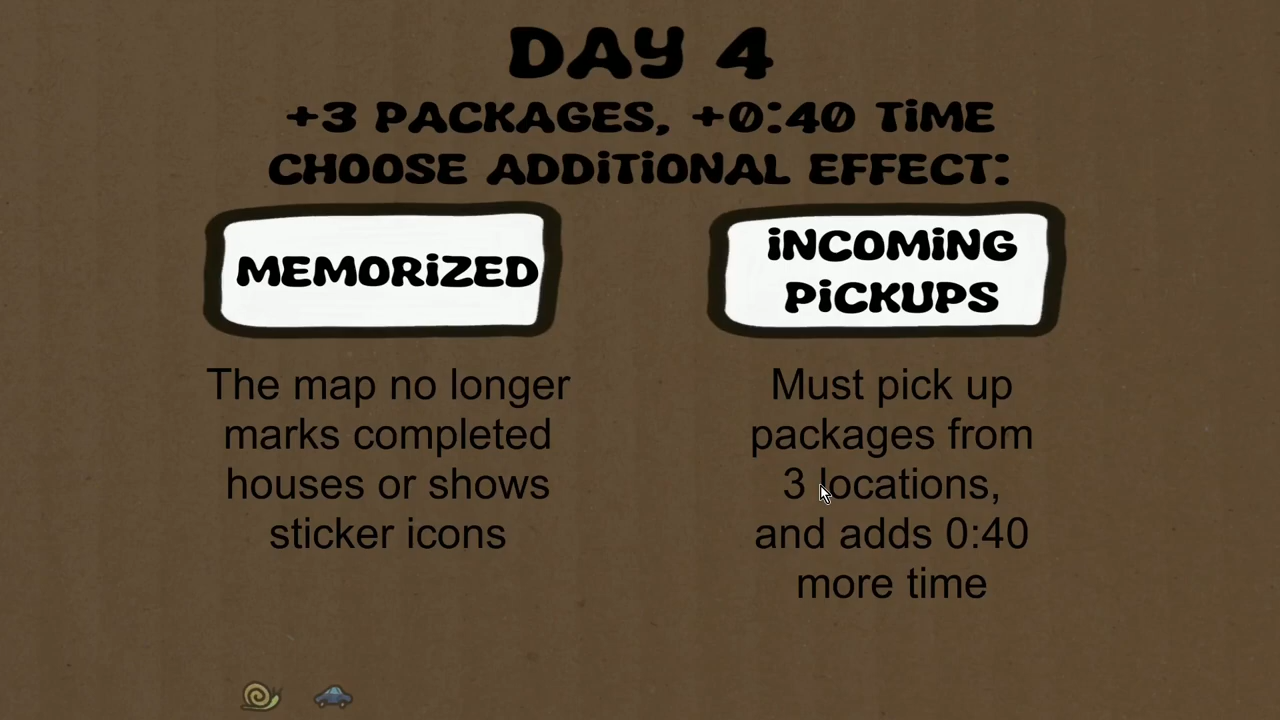 DAY 4
+3 PACKAGES, +0:40 TiME
CHOOSE ADDiTiONAL EFFECT:
MEMORiZED
The map no longer
marks completed
houses or shows
sticker icons
iNCOMiNG
PiCKUPS
Must pick up
packages from
3 locations,
and adds 0:40
more time